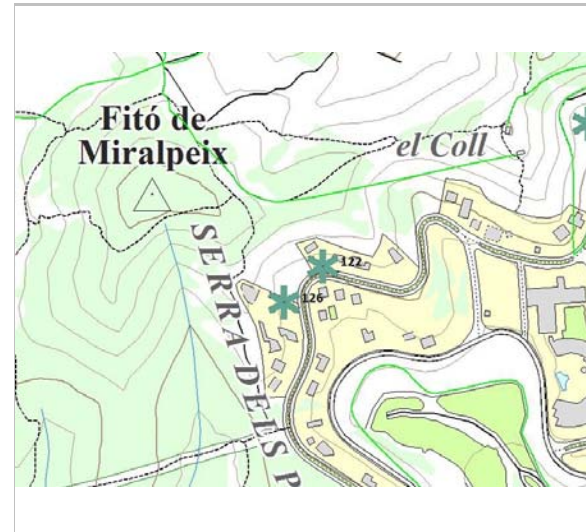 Fitó de
Miralpeix
el Coll
122
126
SERRA DELS P